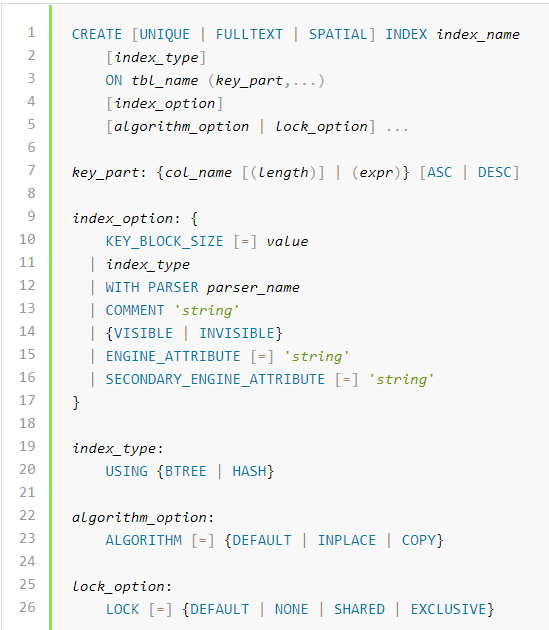 1 CREATE [UNIQUE | FULLTEXT | SPATIAL] INDEX index_name
2 [index_type]
3 ON tbl_name (key_part,...)
4 [index_option]
5 [algorithm_option | lock_option] ...
6
7 key_part: {col_name [(length)] | (expr)} [ASC | DESC]
8
9 index_option: {
10 KEY_BLOCK_SIZE [=] value
11 | index_type
12 | WITH PARSER parser_name
13 | COMMENT 'string'
14 | {VISIBLE | INVISIBLE}
15 | ENGINE_ATTRIBUTE [=] 'string'
16 | SECONDARY_ENGINE_ATTRIBUTE [=] 'string'
17 }
18
19 index_type:
20 USING {BTREE | HASH}
21
22 algorithm_option:
23 ALGORITHM [=] {DEFAULT | INPLACE | COPY}
24
25 lock_option:
26 LOCK [=] {DEFAULT | NONE | SHARED | EXCLUSIVE}